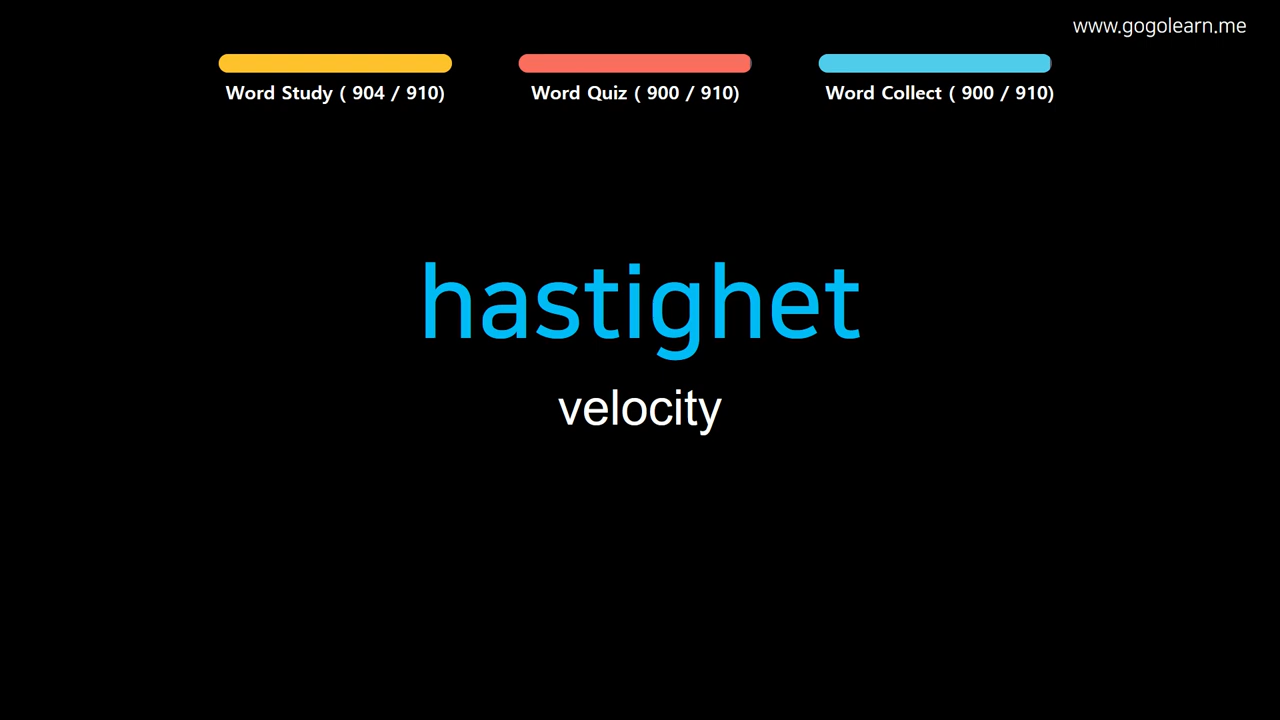 www.gogolearn.me
Word Study ( 904 / 910)
Word Quiz ( 900 / 910)
Word Collect ( 900 / 910)
hastighet
velocity